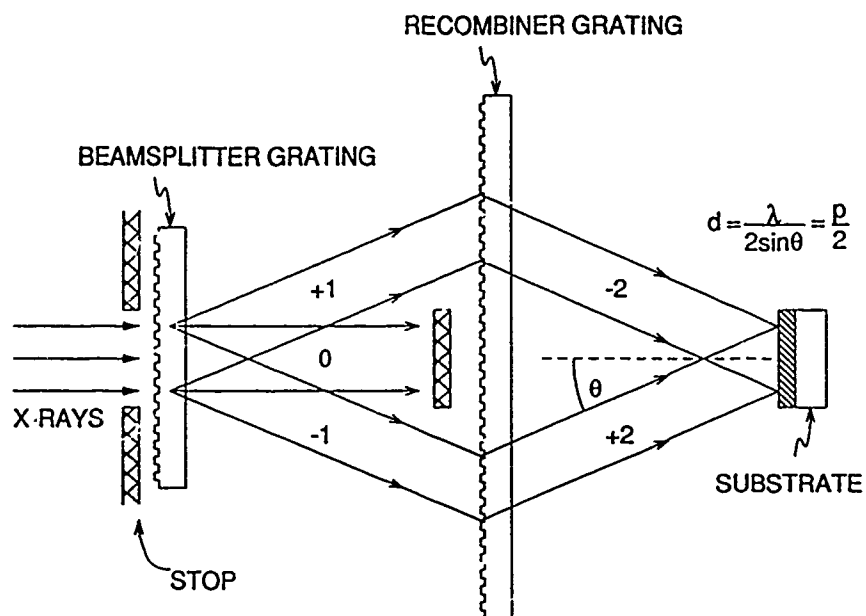 RECOMBINER GRATING
BEAMSPLITTER GRATING
d = λ / 2sinθ = p / 2
+1
-2
0
θ
X-RAYS
-1
+2
SUBSTRATE
STOP